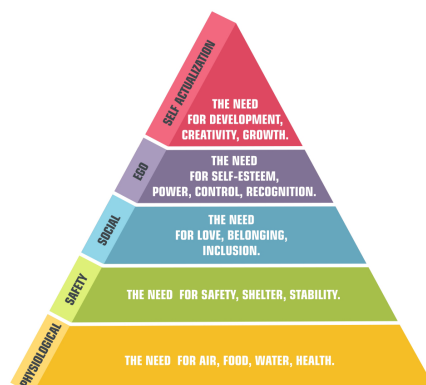 SELF ACTUALIZATION
THE NEED
FOR DEVELOPMENT,
CREATIVITY, GROWTH.
EGO
THE NEED
FOR SELF-ESTEEM,
POWER, CONTROL, RECOGNITION.
SOCIAL
THE NEED
FOR LOVE, BELONGING,
INCLUSION.
SAFETY
THE NEED FOR SAFETY, SHELTER, STABILITY.
PHYSIOLOGICAL
THE NEED FOR AIR, FOOD, WATER, HEALTH.